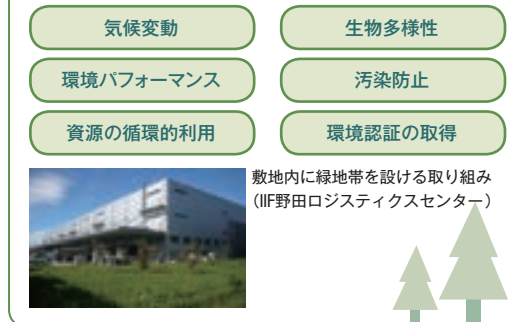 気候変動
生物多様性
環境パフォーマンス
汚染防止
資源の循環的利用
環境認証の取得
敷地内に緑地帯を設ける取り組み
(IIF野田ロジスティクスセンター)